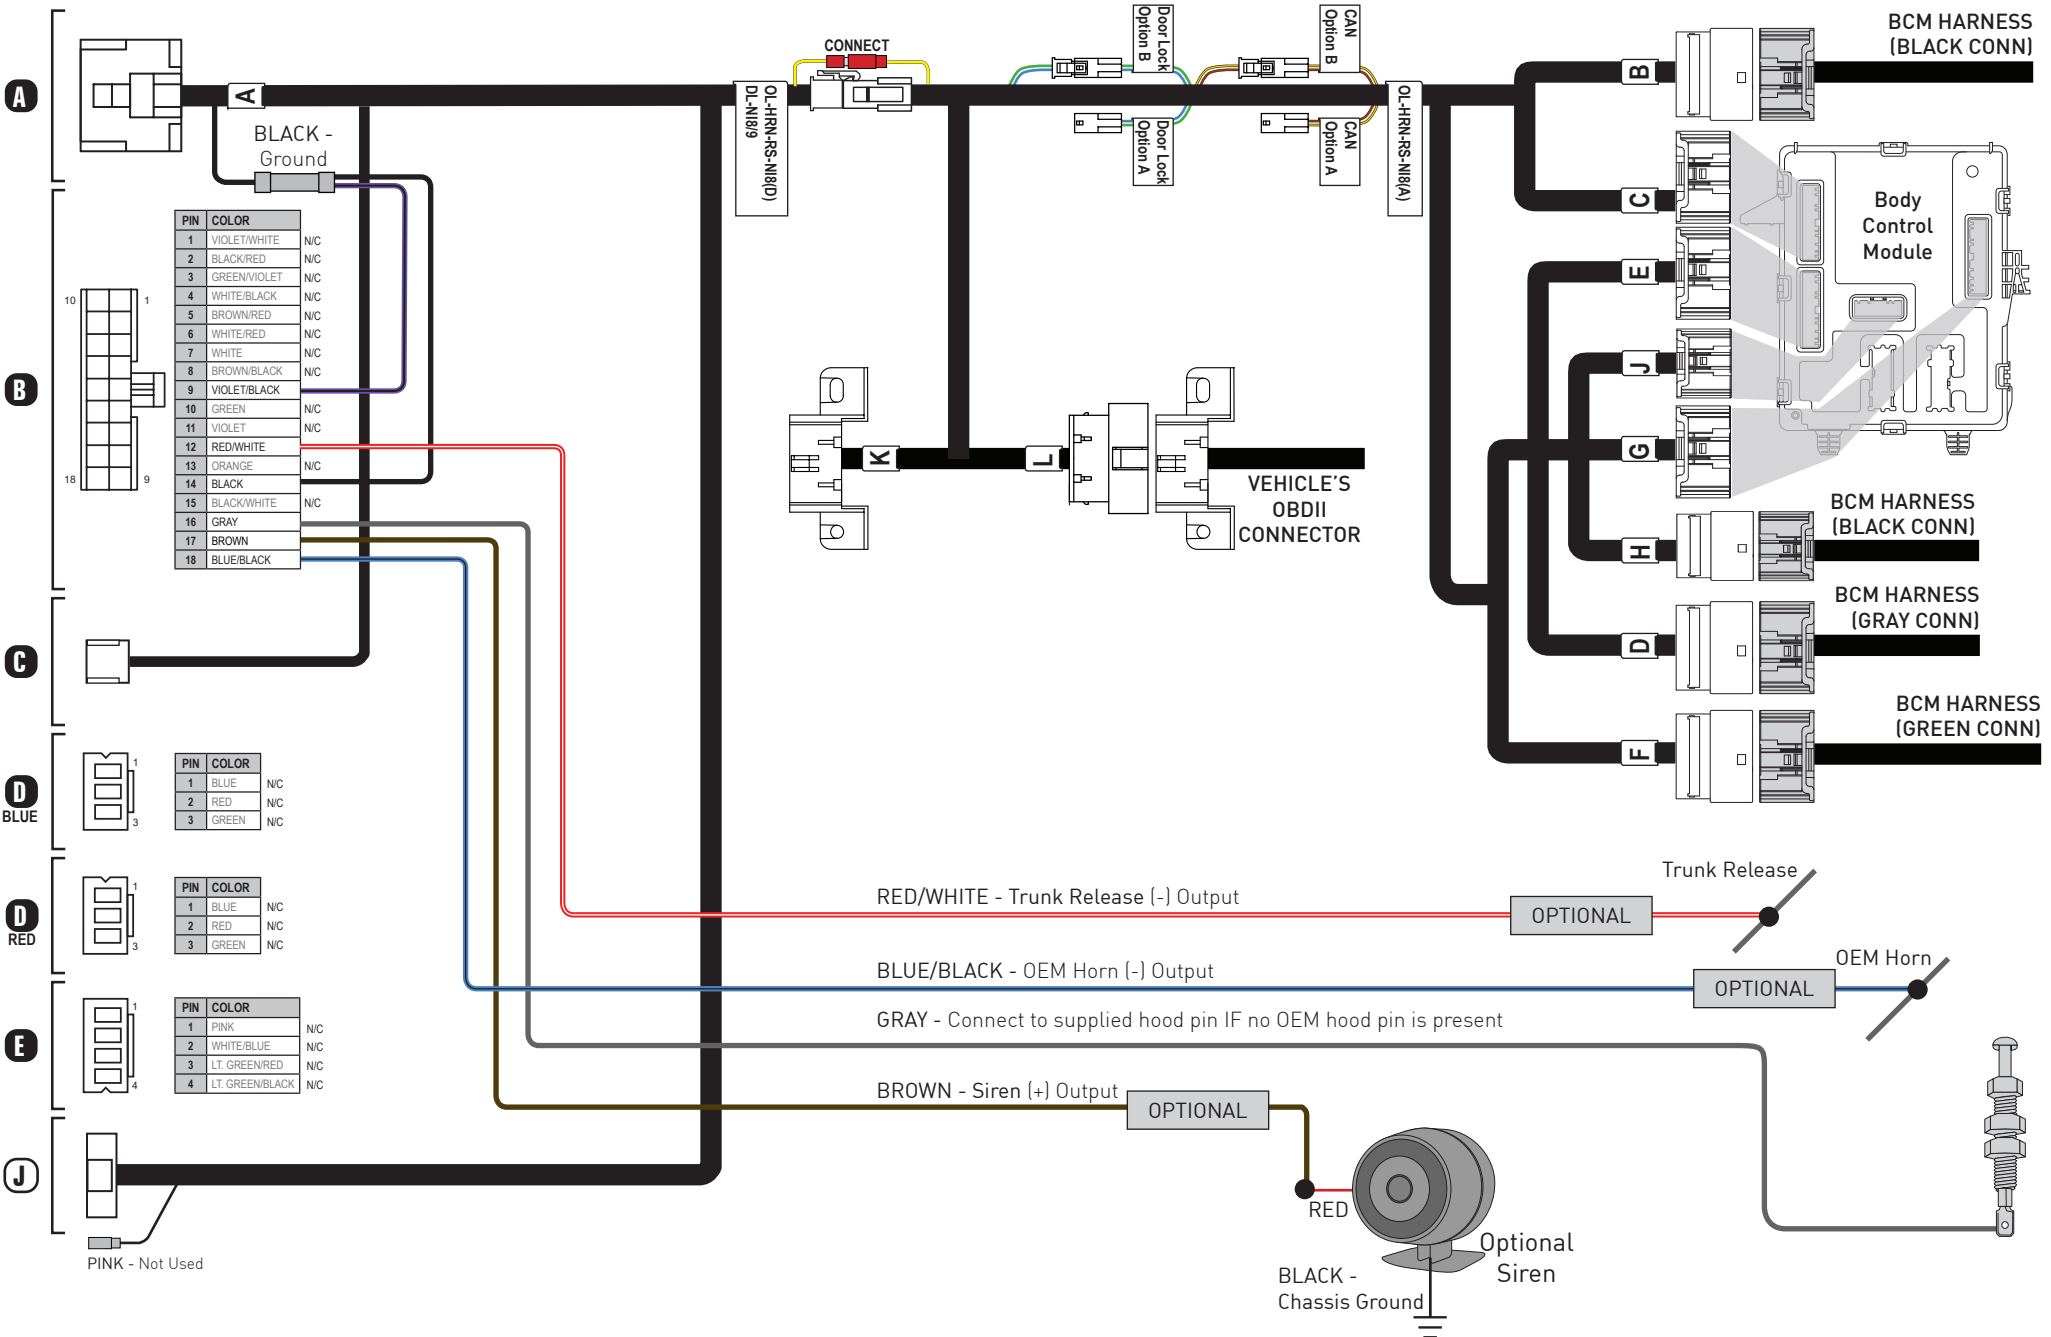 A
B
C
D
BLUE
D
RED
E
J
A
BLACK -
Ground
PIN COLOR
1 VIOLET/WHITE N/C
2 BLACK/RED N/C
3 GREEN/VIOLET N/C
4 WHITE/BLACK N/C
5 BROWN/RED N/C
6 WHITE/RED N/C
7 WHITE N/C
8 BROWN/BLACK N/C
9 VIOLET/BLACK
10 GREEN N/C
11 VIOLET N/C
12 RED/WHITE
13 ORANGE N/C
14 BLACK
15 BLACK/WHITE N/C
16 GRAY
17 BROWN
18 BLUE/BLACK
10 1
18 9
1
3
PIN COLOR
1 BLUE N/C
2 RED N/C
3 GREEN N/C
1
3
PIN COLOR
1 BLUE N/C
2 RED N/C
3 GREEN N/C
1
4
PIN COLOR
1 PINK N/C
2 WHITE/BLUE N/C
3 LT. GREEN/RED N/C
4 LT. GREEN/BLACK N/C
PINK - Not Used
OL-HRN-RS-NI8(D)
DL-NI8/9
CONNECT
Door Lock
Option B
Door Lock
Option A
CAN
Option B
CAN
Option A
OL-HRN-RS-NI8(A)
K
L
VEHICLE'S
OBDII
CONNECTOR
B
C
E
J
G
H
D
F
BCM HARNESS
(BLACK CONN)
Body
Control
Module
BCM HARNESS
(BLACK CONN)
BCM HARNESS
(GRAY CONN)
BCM HARNESS
(GREEN CONN)
RED/WHITE - Trunk Release (-) Output
OPTIONAL
Trunk Release
BLUE/BLACK - OEM Horn (-) Output
OPTIONAL
OEM Horn
GRAY - Connect to supplied hood pin IF no OEM hood pin is present
BROWN - Siren (+) Output
OPTIONAL
RED
Optional
Siren
BLACK -
Chassis Ground